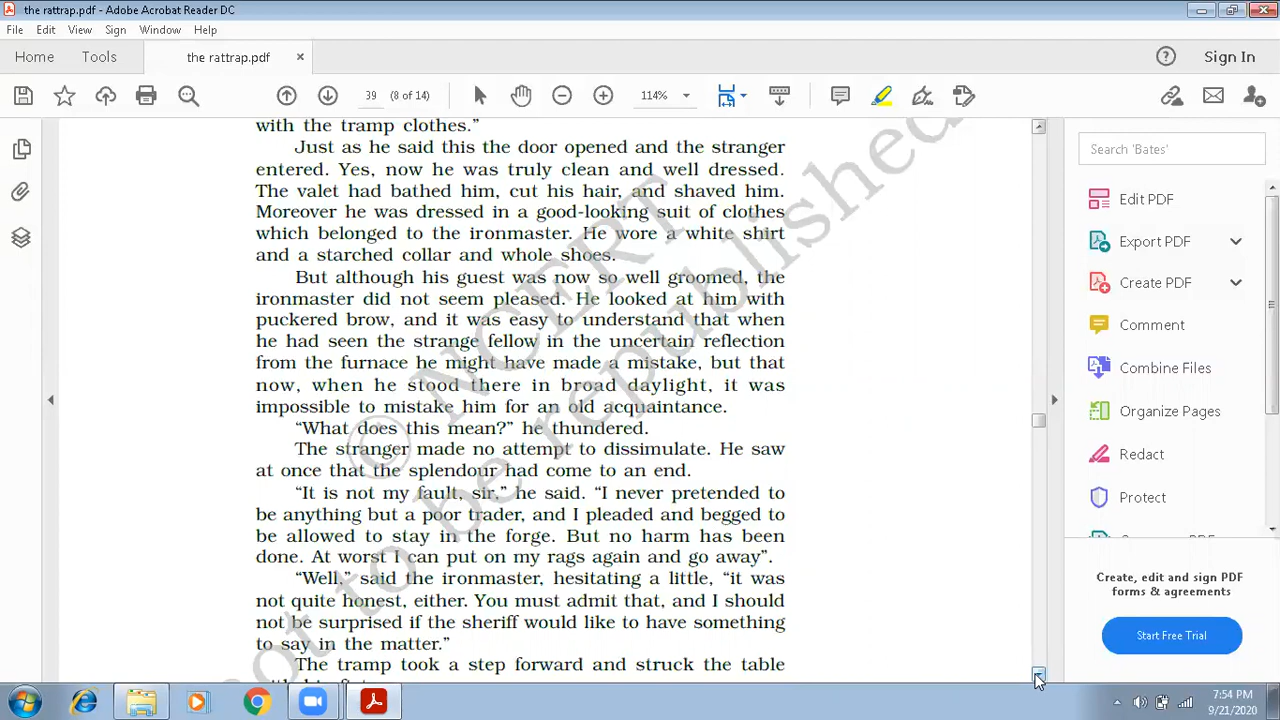 the rattrap.pdf - Adobe Acrobat Reader DC
File Edit View Sign Window Help
Home Tools the rattrap.pdf × Sign In
39 (8 of 14) 114%
with the tramp clothes.”
Just as he said this the door opened and the stranger
entered. Yes, now he was truly clean and well dressed.
The valet had bathed him, cut his hair, and shaved him.
Moreover he was dressed in a good-looking suit of clothes
which belonged to the ironmaster. He wore a white shirt
and a starched collar and whole shoes.
But although his guest was now so well groomed, the
ironmaster did not seem pleased. He looked at him with
puckered brow, and it was easy to understand that when
he had seen the strange fellow in the uncertain reflection
from the furnace he might have made a mistake, but that
now, when he stood there in broad daylight, it was
impossible to mistake him for an old acquaintance.
“What does this mean?” he thundered.
The stranger made no attempt to dissimulate. He saw
at once that the splendour had come to an end.
“It is not my fault, sir,” he said. “I never pretended to
be anything but a poor trader, and I pleaded and begged to
be allowed to stay in the forge. But no harm has been
done. At worst I can put on my rags again and go away”.
“Well,” said the ironmaster, hesitating a little, “it was
not quite honest, either. You must admit that, and I should
not be surprised if the sheriff would like to have something
to say in the matter.”
The tramp took a step forward and struck the table
© NCERT
not to be republished
Search 'Bates'
Edit PDF
Export PDF
Create PDF
Comment
Combine Files
Organize Pages
Redact
Protect
Create, edit and sign PDF
forms & agreements
Start Free Trial
7:54 PM
9/21/2020